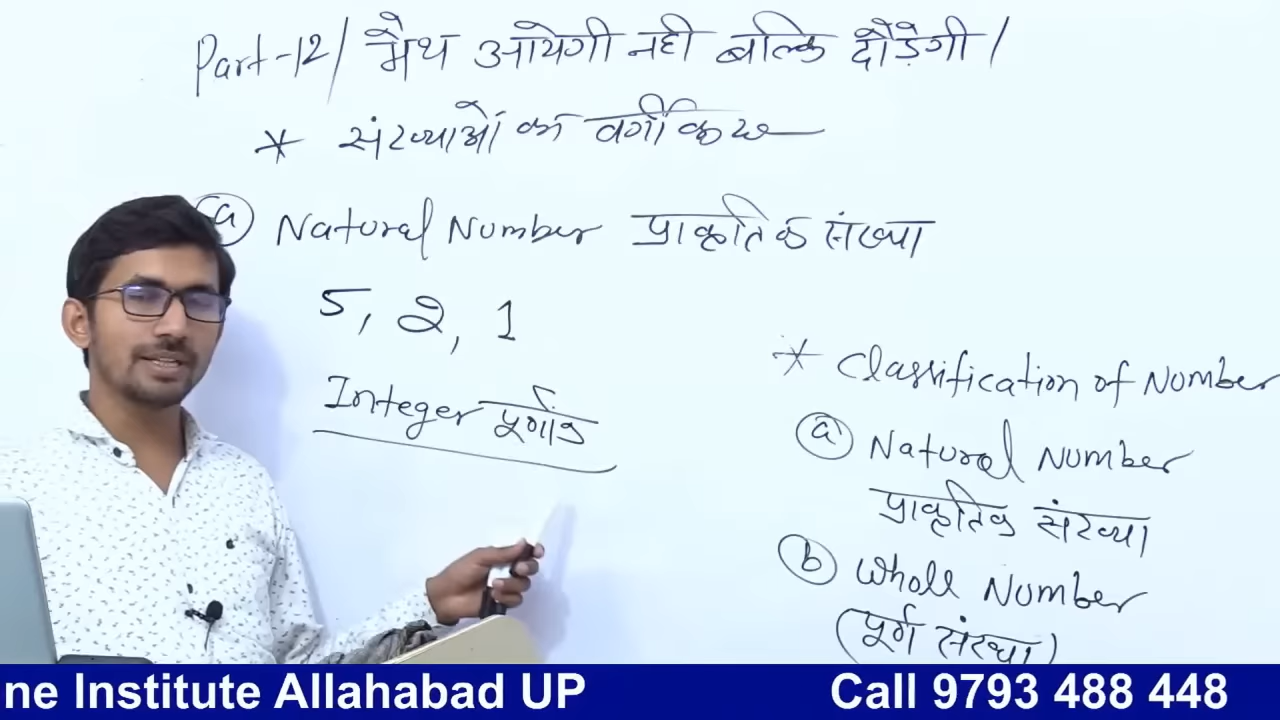 Part-12/ मैथ आयेगी नही बल्कि दौड़ेगी /
* संख्याओं का वर्गीकरण
(a) Natural Number प्राकृतिक संख्या
5, 2, 1
Integer पूर्णांक
* Classification of Number
(a) Natural Number
प्राकृतिक संख्या
(b) Whole Number
(पूर्ण संख्या)
ne Institute Allahabad UP Call 9793 488 448